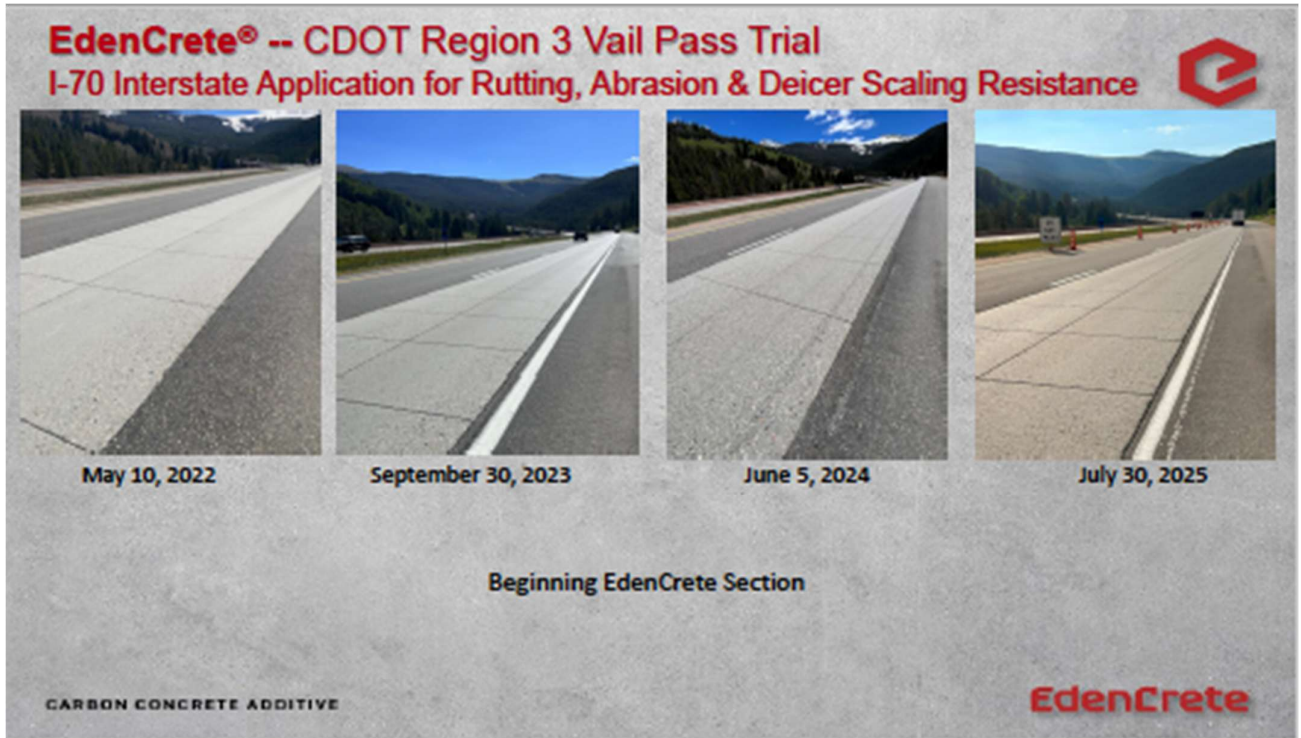 EdenCrete® -- CDOT Region 3 Vail Pass Trial
I-70 Interstate Application for Rutting, Abrasion & Deicer Scaling Resistance
May 10, 2022
September 30, 2023
June 5, 2024
July 30, 2025
Beginning EdenCrete Section
CARBON CONCRETE ADDITIVE
EdenCrete